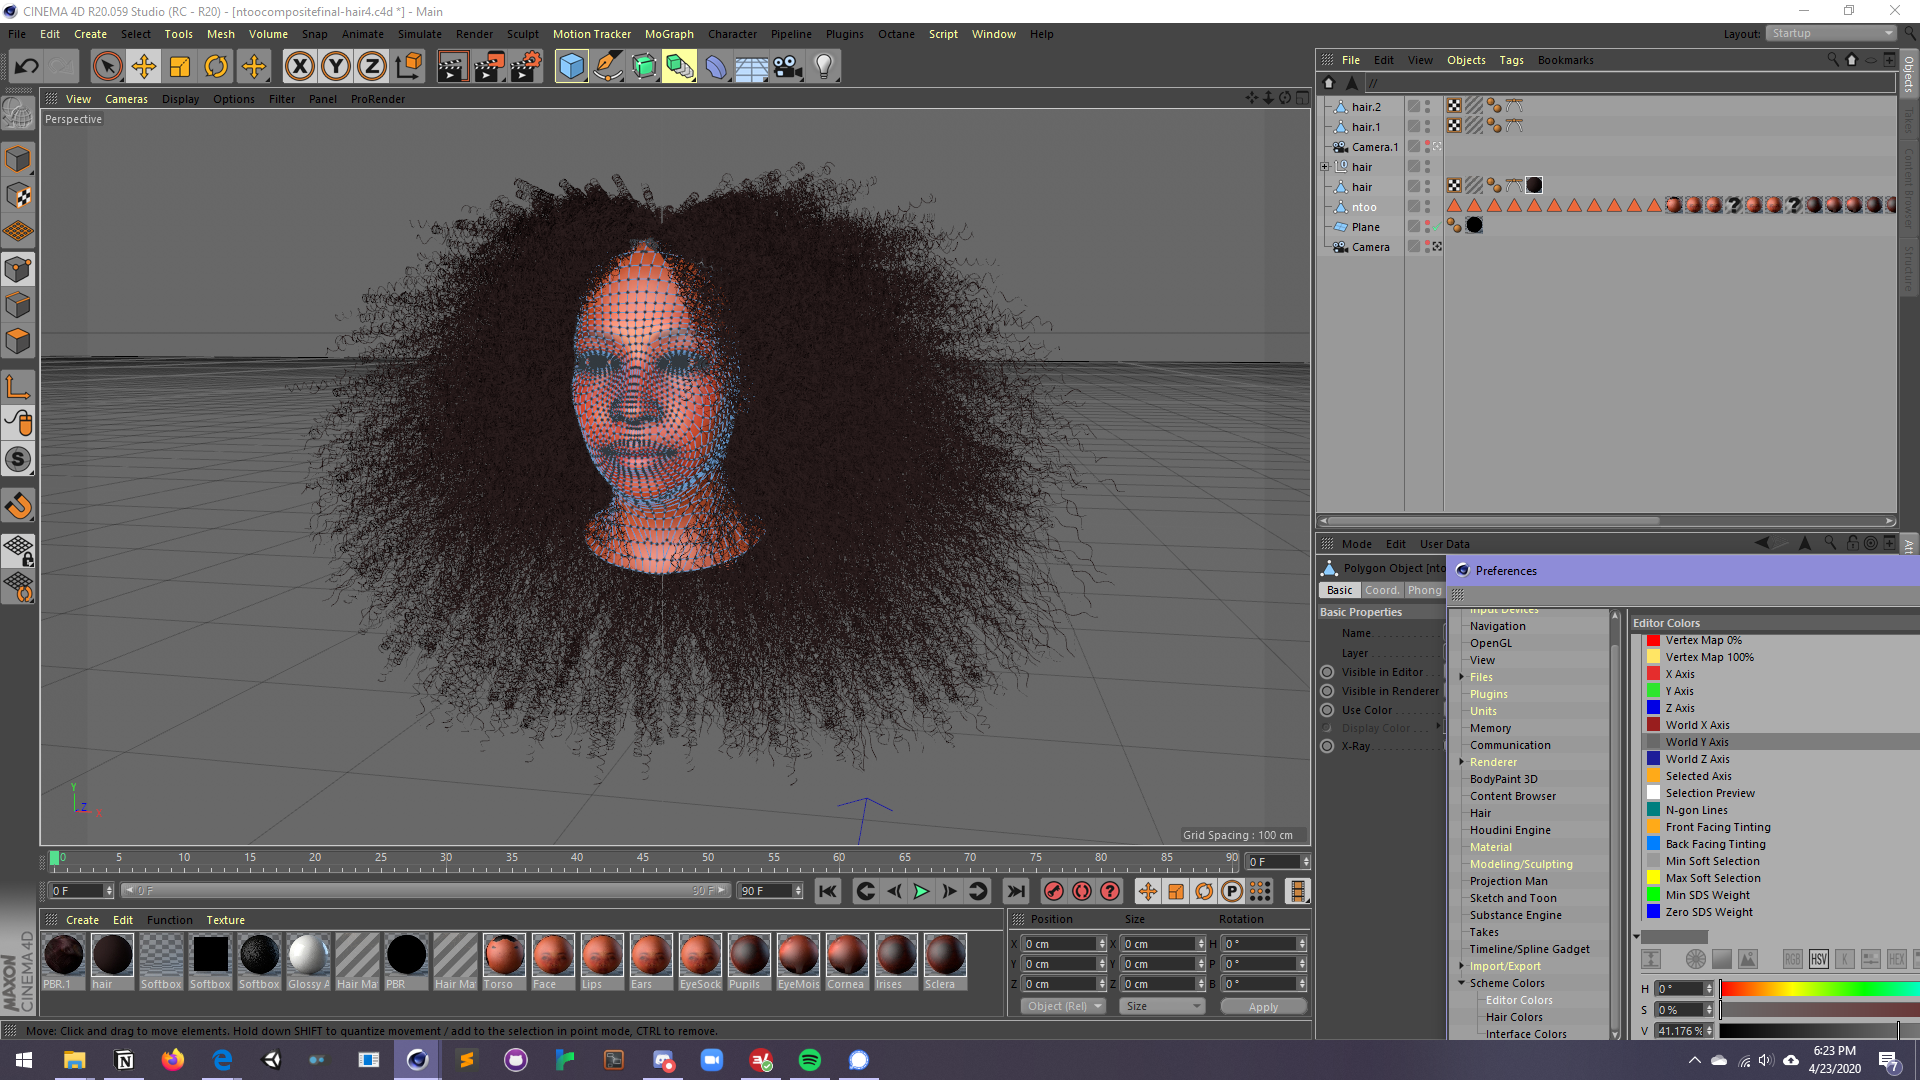 CINEMA 4D R20.059 Studio (RC - R20) - [ntoocompositefinal-hair4.c4d *] - Main
File Edit Create Select Tools Mesh Volume Snap Animate Simulate Render Sculpt Motion Tracker MoGraph Character Pipeline Plugins Octane Script Window Help Layout: Startup
File Edit View Objects Tags Bookmarks
View Cameras Display Options Filter Panel ProRender
Perspective
hair.2
hair.1
Camera.1
hair
hair
ntoo
Plane
Camera
Objects
Takes
Content Browser
Structure
Mode Edit User Data
Polygon Object [nto
Basic Coord. Phong
Basic Properties
Name
Layer
Visible in Editor
Visible in Renderer
Use Color
Display Color
X-Ray
Preferences
Input Devices
Navigation
OpenGL
View
Files
Plugins
Units
Memory
Communication
Renderer
BodyPaint 3D
Content Browser
Hair
Houdini Engine
Material
Modeling/Sculpting
Projection Man
Sketch and Toon
Substance Engine
Takes
Timeline/Spline Gadget
Import/Export
Scheme Colors
Editor Colors
Hair Colors
Interface Colors
Editor Colors
Vertex Map 0%
Vertex Map 100%
X Axis
Y Axis
Z Axis
World X Axis
World Y Axis
World Z Axis
Selected Axis
Selection Preview
N-gon Lines
Front Facing Tinting
Back Facing Tinting
Min Soft Selection
Max Soft Selection
Min SDS Weight
Zero SDS Weight
RGB HSV K HEX
H 0 °
S 0 %
V 41.176 %
Y
Z
X
Grid Spacing : 100 cm
0 5 10 15 20 25 30 35 40 45 50 55 60 65 70 75 80 85 90 0 F
0 F 0 F 90 F 90 F
Create Edit Function Texture
PBR.1 hair Softbox Softbox Softbox Glossy A Hair Ma PBR Hair Ma Torso Face Lips Ears EyeSock Pupils EyeMois Cornea Irises Sclera
Position Size Rotation
X 0 cm X 0 cm H 0 °
Y 0 cm Y 0 cm P 0 °
Z 0 cm Z 0 cm B 0 °
Object (Rel) Size Apply
MAXON
CINEMA 4D
Move: Click and drag to move elements. Hold down SHIFT to quantize movement / add to the selection in point mode, CTRL to remove.
6:23 PM
4/23/2020
7